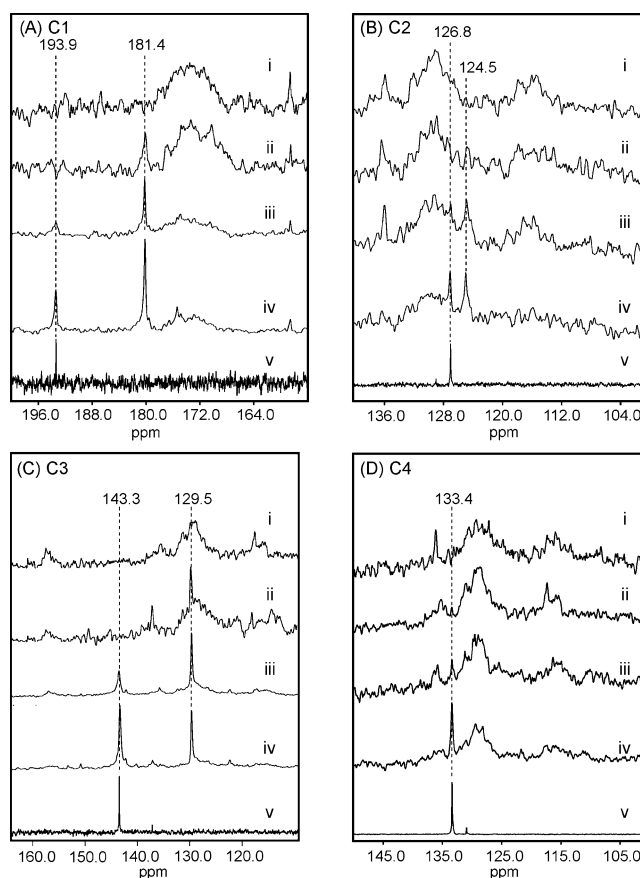 (A) C1
193.9 181.4
i
ii
iii
iv
v
196.0 188.0 180.0 172.0 164.0
ppm
(B) C2
126.8
124.5
i
ii
iii
iv
v
136.0 128.0 120.0 112.0 104.0
ppm
(C) C3
143.3 129.5
i
ii
iii
iv
v
160.0 150.0 140.0 130.0 120.0
ppm
(D) C4
133.4
i
ii
iii
iv
v
145.0 135.0 125.0 115.0 105.0
ppm